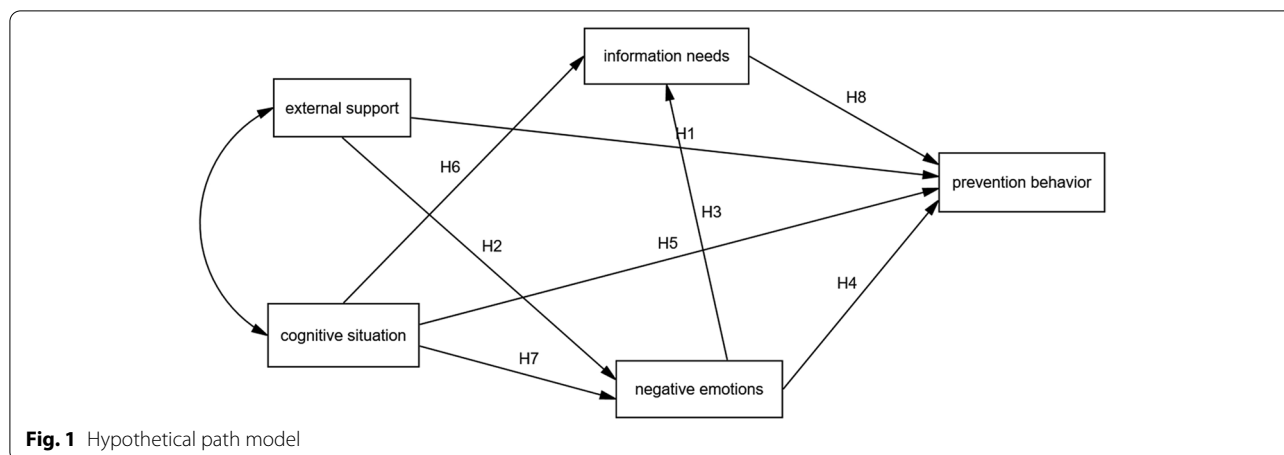 information needs
external support
H8
H1
H6
prevention behavior
H3
H2
H5
H4
cognitive situation
H7
negative emotions
Fig. 1 Hypothetical path model